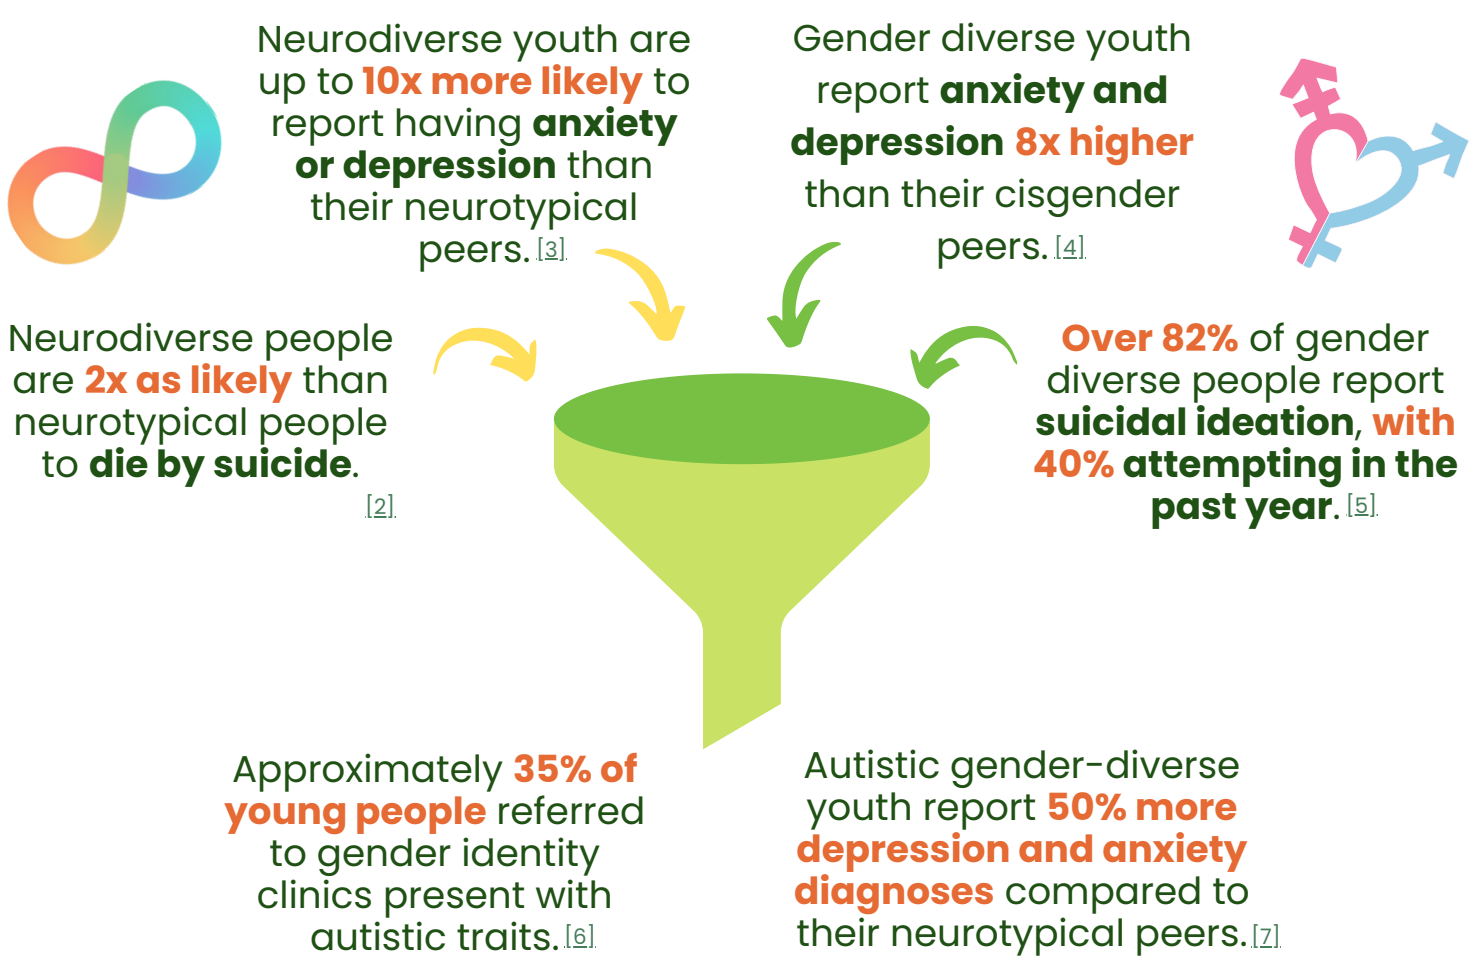 Neurodiverse youth are
up to 10x more likely to
report having anxiety
or depression than
their neurotypical
peers. [3]
Gender diverse youth
report anxiety and
depression 8x higher
than their cisgender
peers. [4]
Neurodiverse people
are 2x as likely than
neurotypical people
to die by suicide.
[2]
Over 82% of gender
diverse people report
suicidal ideation, with
40% attempting in the
past year. [5]
Approximately 35% of
young people referred
to gender identity
clinics present with
autistic traits. [6]
Autistic gender-diverse
youth report 50% more
depression and anxiety
diagnoses compared to
their neurotypical peers. [7]